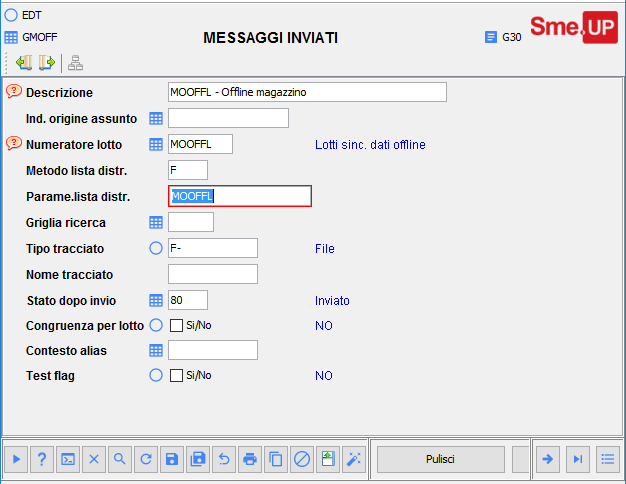 EDT
GMOFF
MESSAGGI INVIATI
G30
Sme.UP
Descrizione MOOFFL - Offline magazzino
Ind. origine assunto
Numeratore lotto MOOFFL Lotti sinc. dati offline
Metodo lista distr. F
Parame.lista distr. MOOFFL
Griglia ricerca
Tipo tracciato F- File
Nome tracciato
Stato dopo invio 80 Inviato
Congruenza per lotto Si/No NO
Contesto alias
Test flag Si/No NO
Pulisci